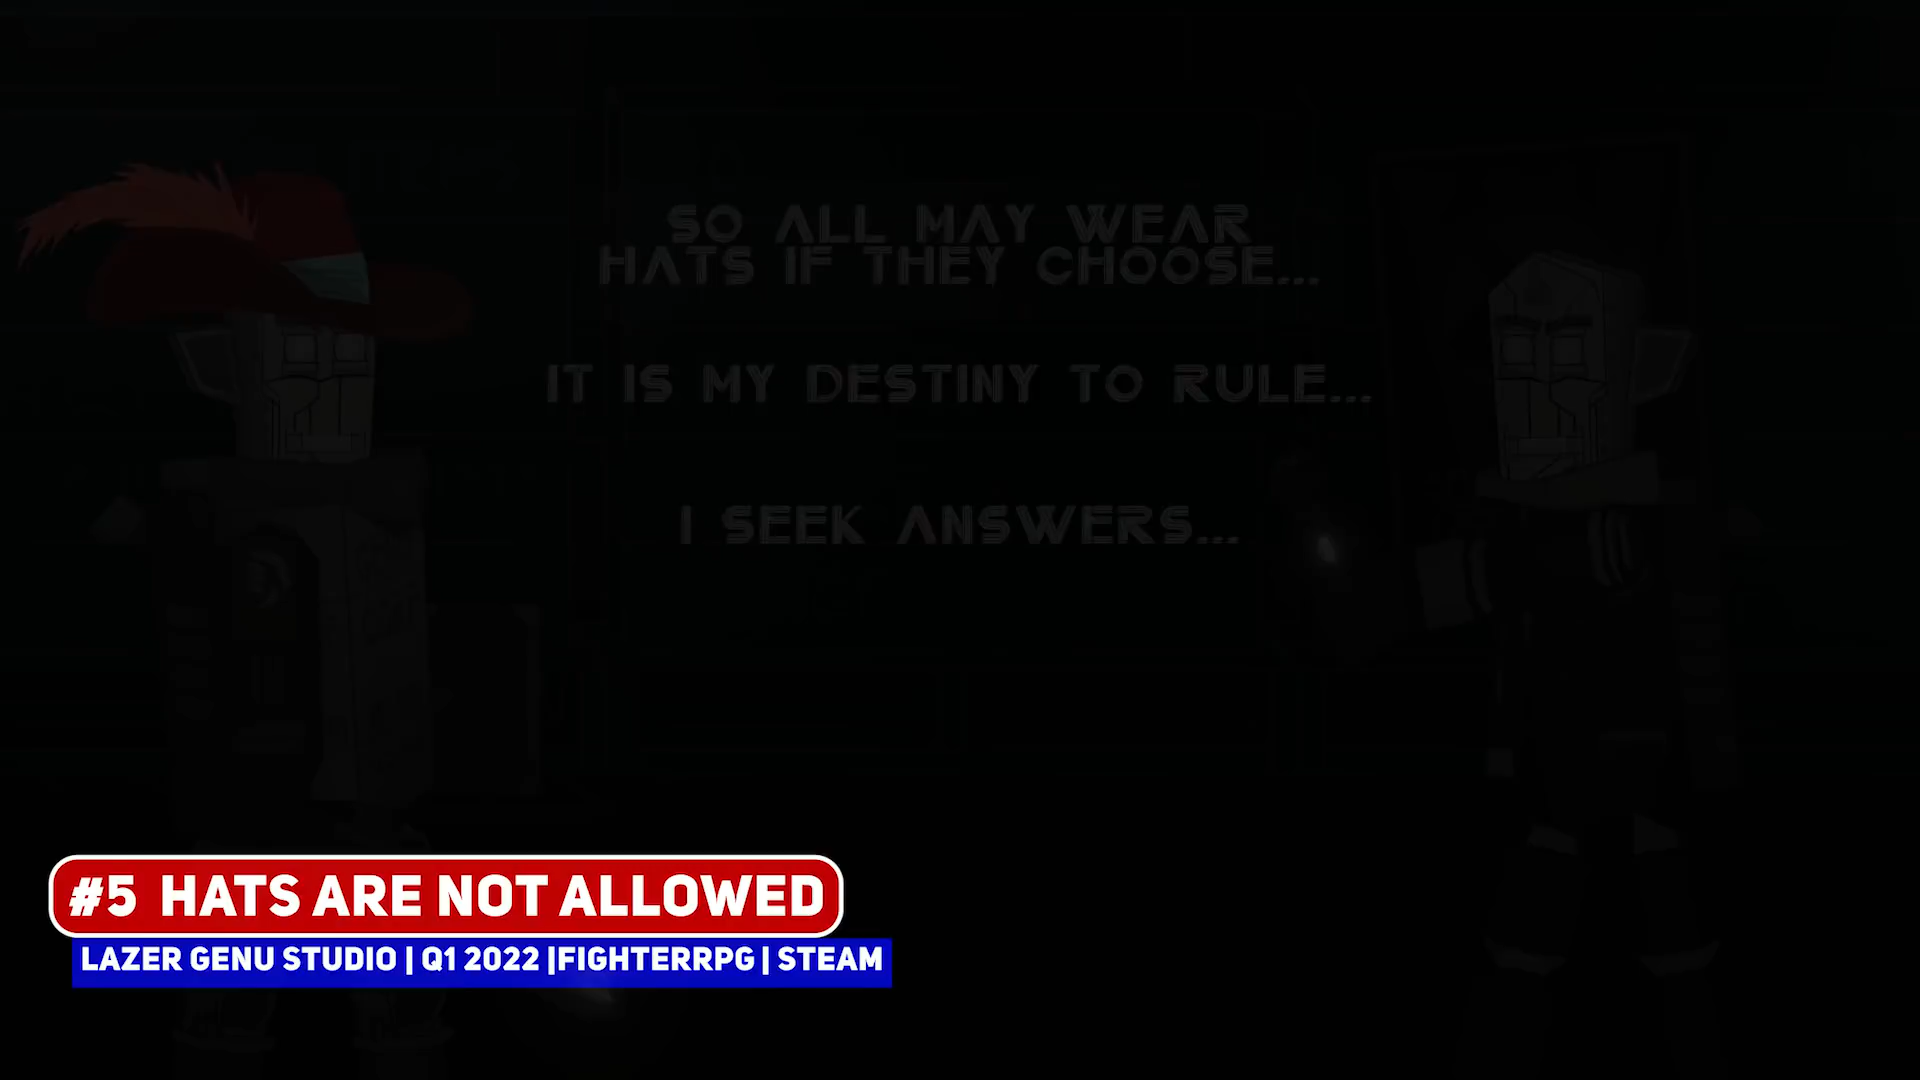 SO ALL MAY WEAR
HATS IF THEY CHOOSE...
IT IS MY DESTINY TO RULE...
I SEEK ANSWERS...
#5 HATS ARE NOT ALLOWED
LAZER GENU STUDIO | Q1 2022 |FIGHTERRPG | STEAM